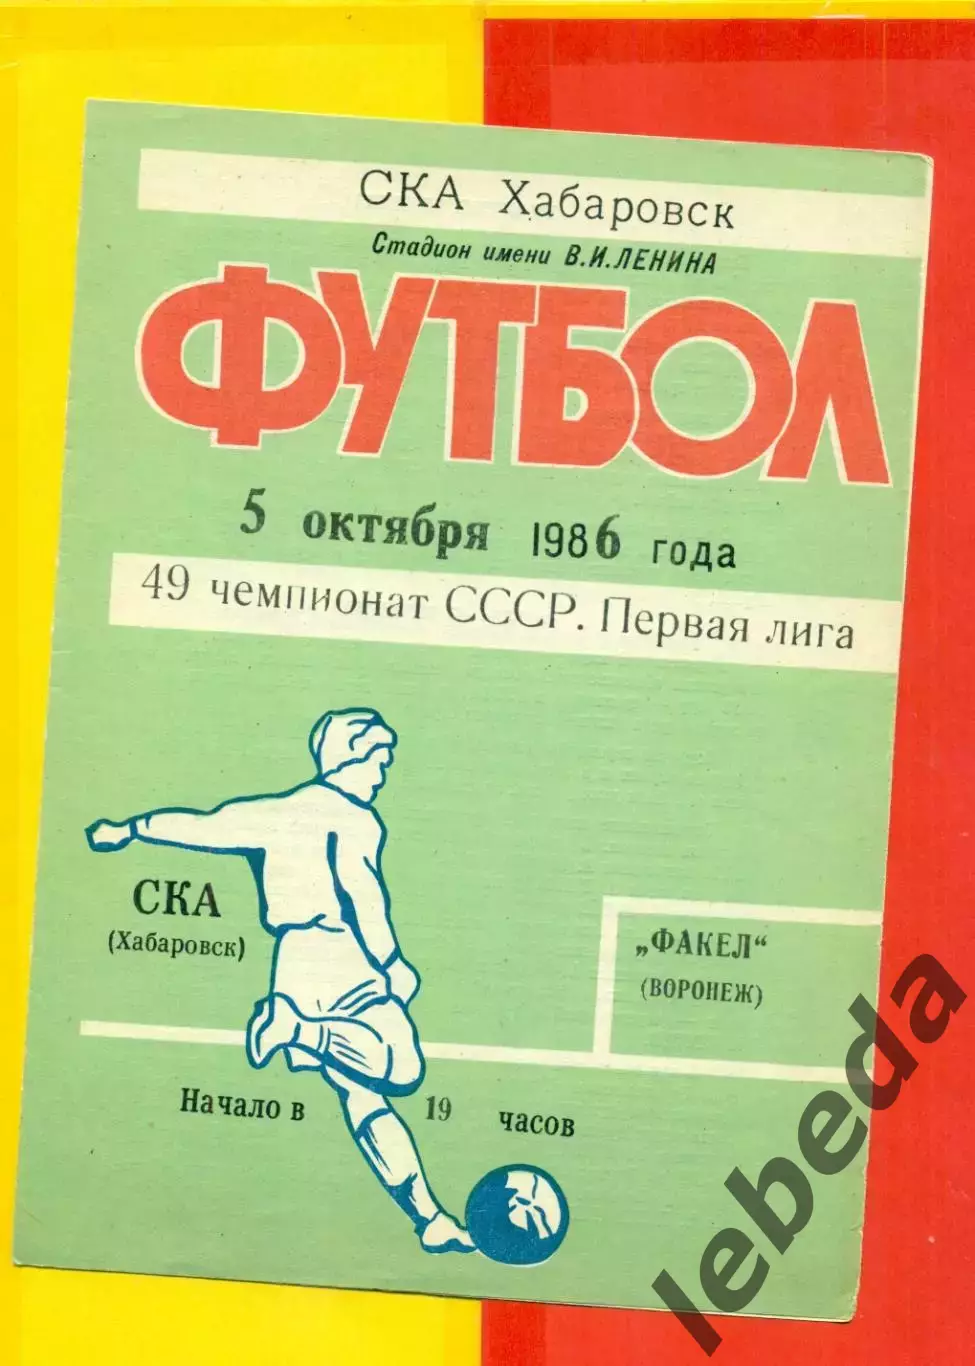 СКА Хабаровск
Стадион имени В.И.ЛЕНИНА
ФУТБОЛ
5 октября 1986 года
49 чемпионат СССР. Первая лига
СКА
(Хабаровск)
„ФАКЕЛ“
(ВОРОНЕЖ)
Начало в 19 часов
lebeda